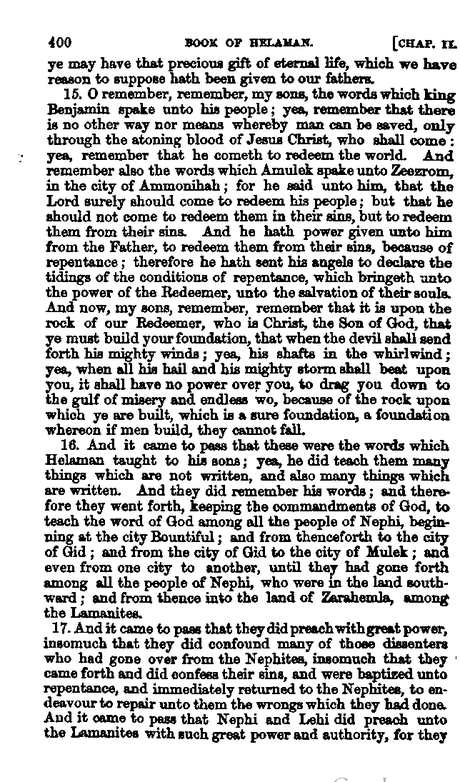 400 BOOK OF HELAMAN. [CHAP. II.
ye may have that precious gift of eternal life, which we have
reason to suppose hath been given to our fathers.
15. O remember, remember, my sons, the words which king
Benjamin spake unto his people; yea, remember that there
is no other way nor means whereby man can be saved, only
through the atoning blood of Jesus Christ, who shall come:
yea, remember that he cometh to redeem the world. And
remember also the words which Amulek spake unto Zeezrom,
in the city of Ammonihah; for he said unto him, that the
Lord surely should come to redeem his people; but that he
should not come to redeem them in their sins, but to redeem
them from their sins. And he hath power given unto him
from the Father, to redeem them from their sins, because of
repentance; therefore he hath sent his angels to declare the
tidings of the conditions of repentance, which bringeth unto
the power of the Redeemer, unto the salvation of their souls.
And now, my sons, remember, remember that it is upon the
rock of our Redeemer, who is Christ, the Son of God, that
ye must build your foundation, that when the devil shall send
forth his mighty winds; yea, his shafts in the whirlwind;
yea, when all his hail and his mighty storm shall beat upon
you, it shall have no power over you, to drag you down to
the gulf of misery and endless wo, because of the rock upon
which ye are built, which is a sure foundation, a foundation
whereon if men build, they cannot fall.
16. And it came to pass that these were the words which
Helaman taught to his sons; yea, he did teach them many
things which are not written, and also many things which
are written. And they did remember his words; and there-
fore they went forth, keeping the commandments of God, to
teach the word of God among all the people of Nephi, begin-
ning at the city Bountiful; and from thenceforth to the city
of Gid; and from the city of Gid to the city of Mulek; and
even from one city to another, until they had gone forth
among all the people of Nephi, who were in the land south-
ward; and from thence into the land of Zarahemla, among
the Lamanites.
17. And it came to pass that they did preach with great power,
insomuch that they did confound many of those dissenters
who had gone over from the Nephites, insomuch that they
came forth and did confess their sins, and were baptized unto
repentance, and immediately returned to the Nephites, to en-
deavour to repair unto them the wrongs which they had done.
And it came to pass that Nephi and Lehi did preach unto
the Lamanites with such great power and authority, for they